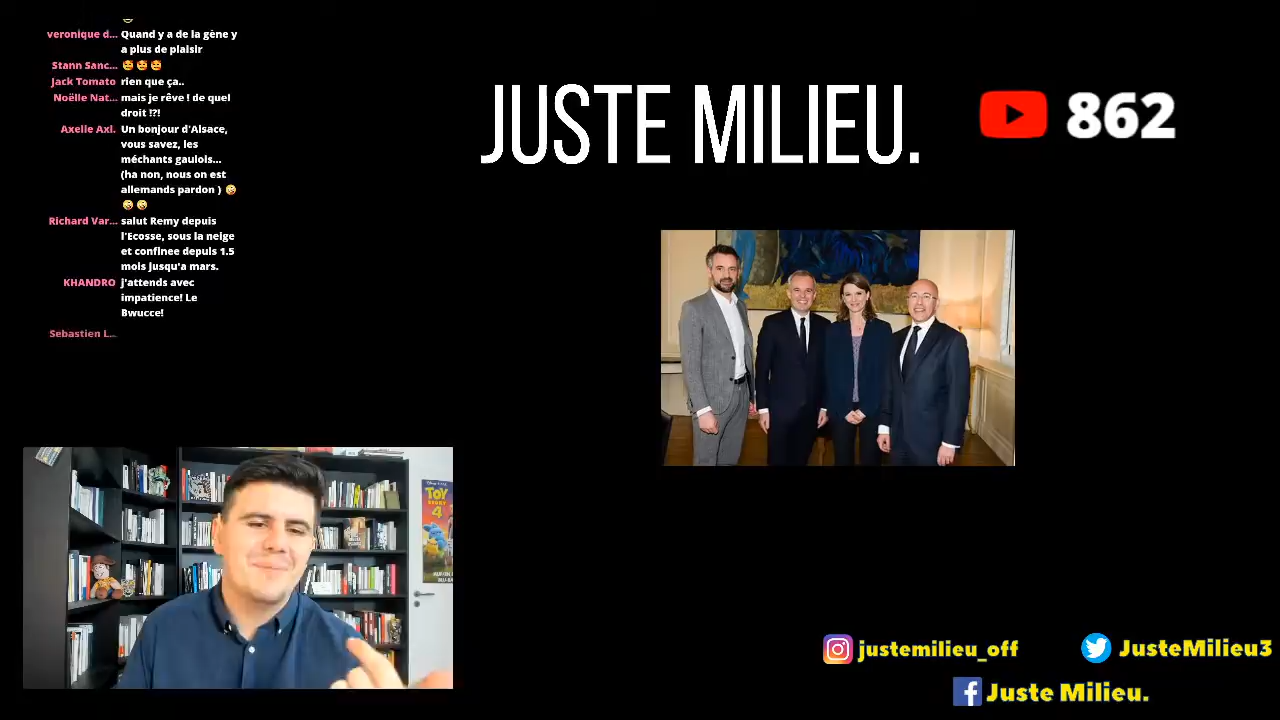 veronique d... Quand y a de la gène y
a plus de plaisir
Stann Sanc...
Jack Tomato rien que ça..
Noëlle Nat... mais je rêve ! de quel
droit !?!
Axelle Axl. Un bonjour d'Alsace,
vous savez, les
méchants gaulois...
(ha non, nous on est
allemands pardon )
Richard Var... salut Remy depuis
l'Ecosse, sous la neige
et confinee depuis 1.5
mois jusqu'a mars.
KHANDRO j'attends avec
impatience! Le
Bwucce!
Sebastien L...
JUSTE MILIEU.
862
TOY
STORY
4
justemilieu_off
JusteMilieu3
Juste Milieu.